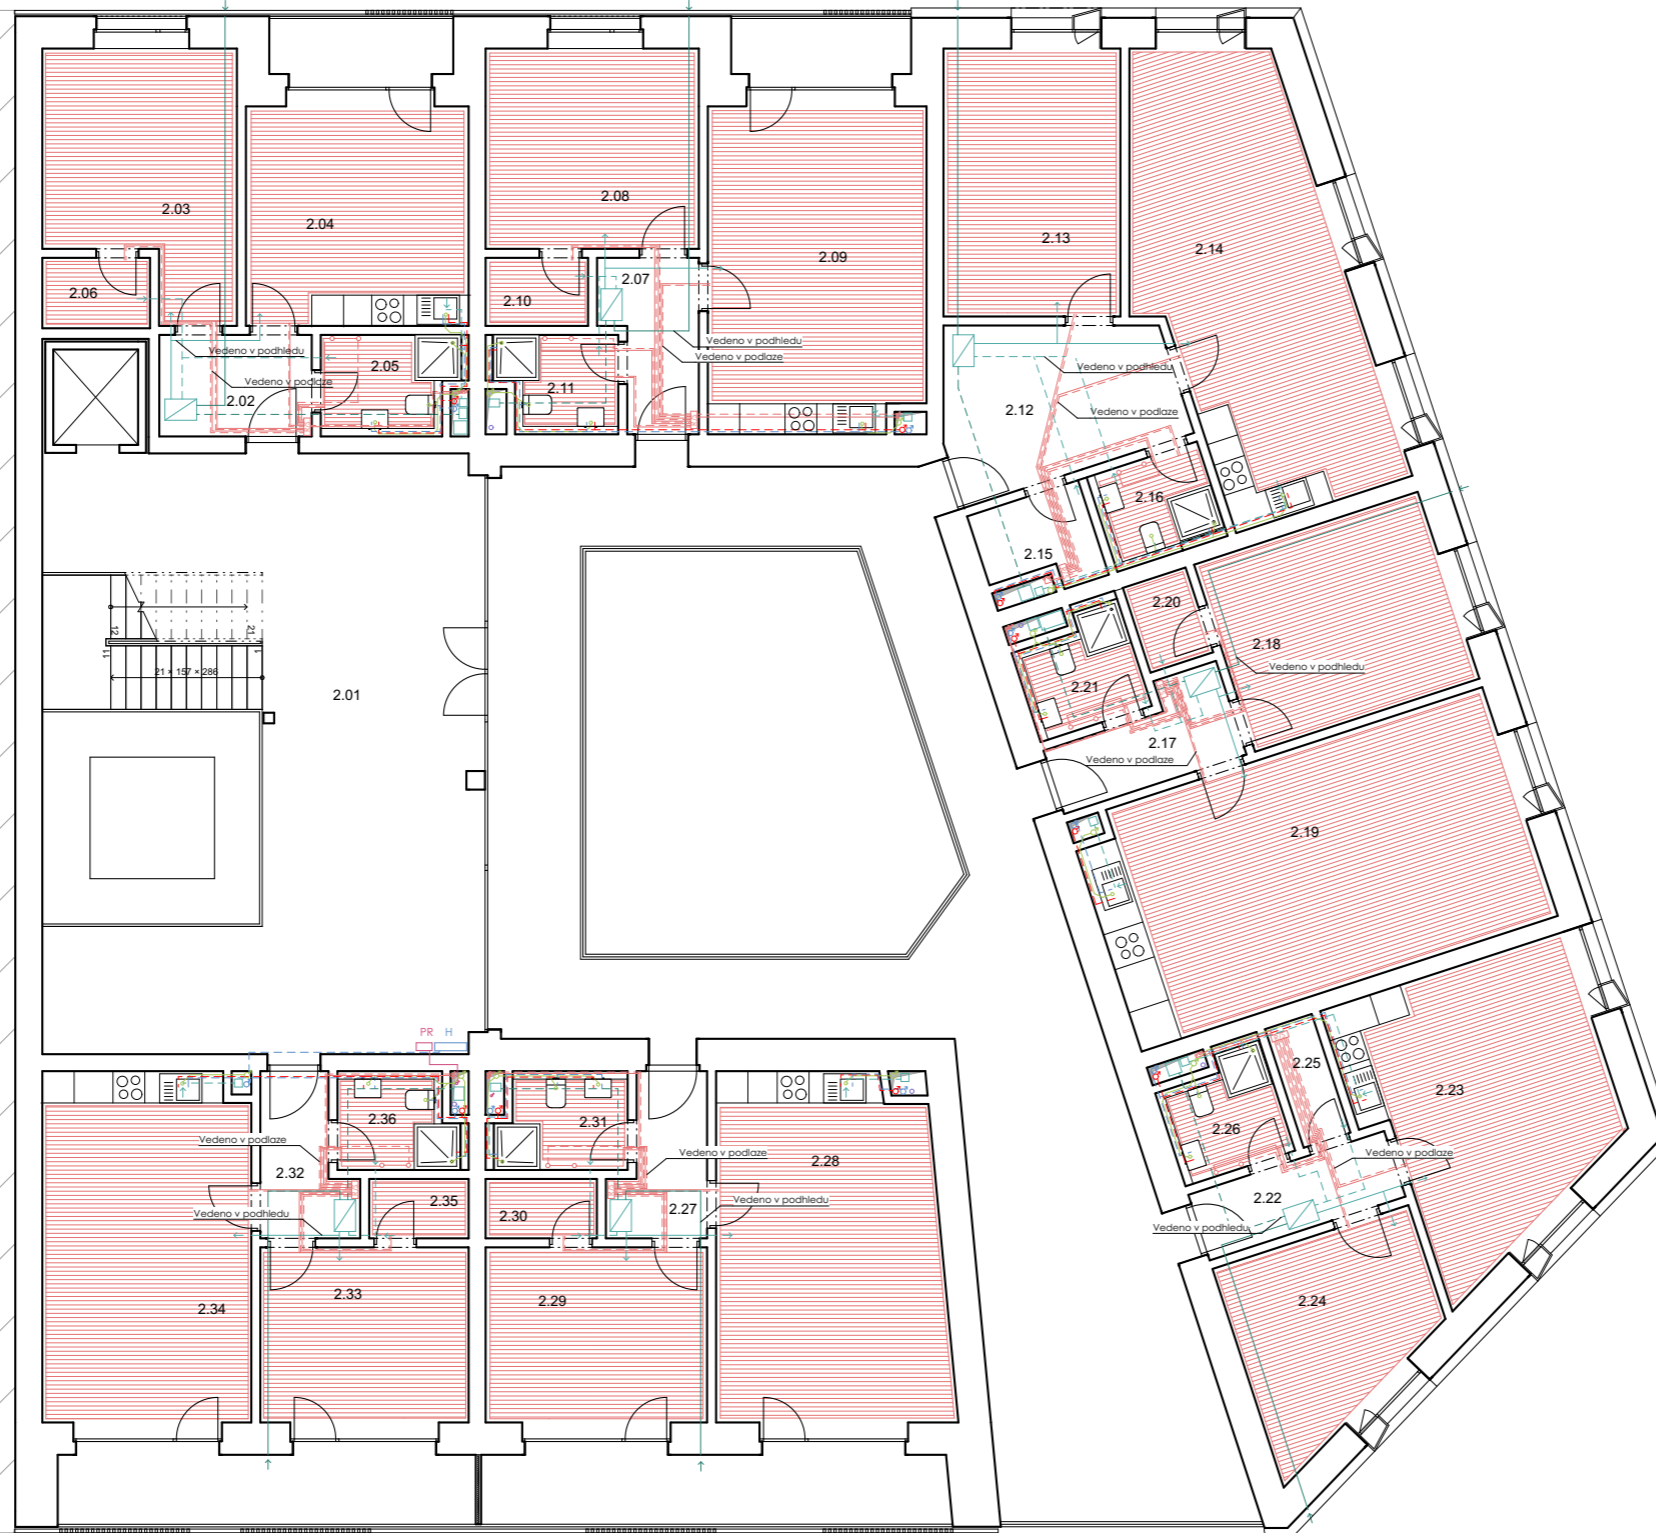 2.03
2.04
2.08
2.09
2.13
2.14
2.06
2.10
2.07
Vedeno v podhledu
2.05
Vedeno v podlaze
2.02
Vedeno v podhledu
Vedeno v podlaze
2.11
Vedeno v podhledu
2.12
Vedeno v podlaze
2.16
2.15
2.20
2.18
Vedeno v podhledu
2.21
2.17
Vedeno v podlaze
12
21
11
1
21 × 157 × 286
2.01
2.19
PR H
2.36
2.31
2.25
2.23
2.26
Vedeno v podlaze
2.32
Vedeno v podhledu
2.35
2.30
Vedeno v podlaze
2.28
2.27
Vedeno v podhledu
Vedeno v podlaze
2.22
Vedeno v podhledu
2.34
2.33
2.29
2.24